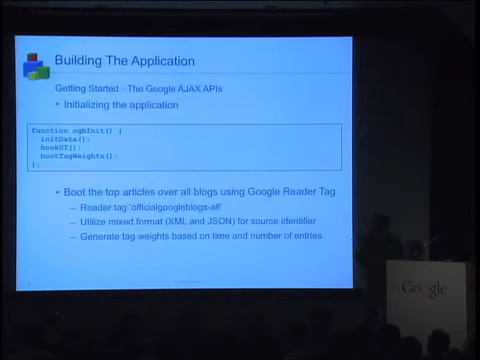 Building The Application
Getting Started - The Google AJAX APIs
• Initializing the application
function ogbInit() {
initData();
hookUI();
bootTagWeights();
};
• Boot the top articles over all blogs using Google Reader Tag
– Reader tag 'officialgoogleblogs-all'
– Utilize mixed format (XML and JSON) for source identifier
– Generate tag weights based on time and number of entries
Google